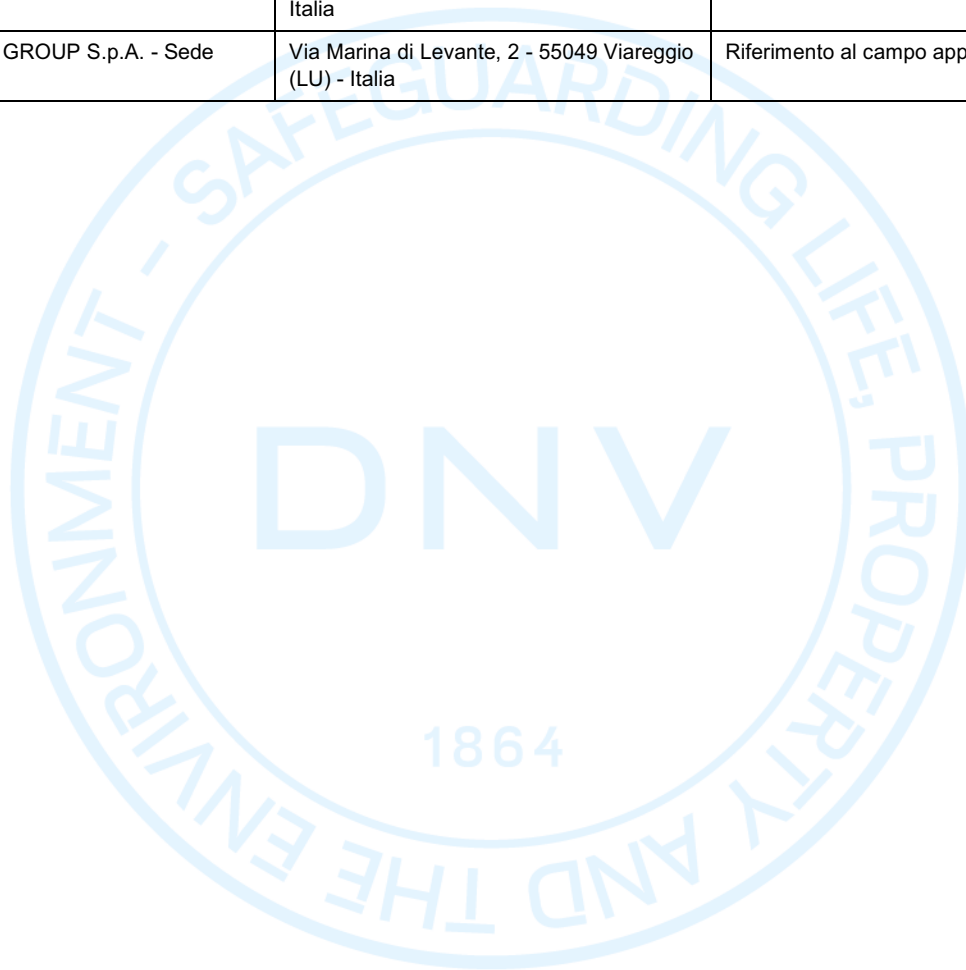 Italia
GROUP S.p.A. - Sede
Via Marina di Levante, 2 - 55049 Viareggio
(LU) - Italia
Riferimento al campo app
SAFEGUARDING LIFE, PROPERTY AND THE ENVIRONMENT -
DNV
1864